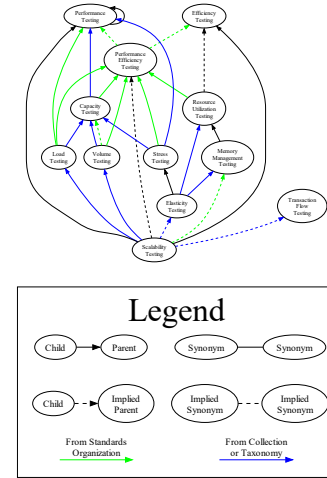 Performance
Testing
Efficiency
Testing
Performance
Efficiency
Testing
Capacity
Testing
Resource
Utilization
Testing
Load
Testing
Volume
Testing
Stress
Testing
Memory
Management
Testing
Elasticity
Testing
Transaction
Flow
Testing
Scalability
Testing
Legend
Child
Parent
Synonym
Synonym
Child
Implied
Parent
Implied
Synonym
Implied
Synonym
From Standards
Organization
From Collection
or Taxonomy